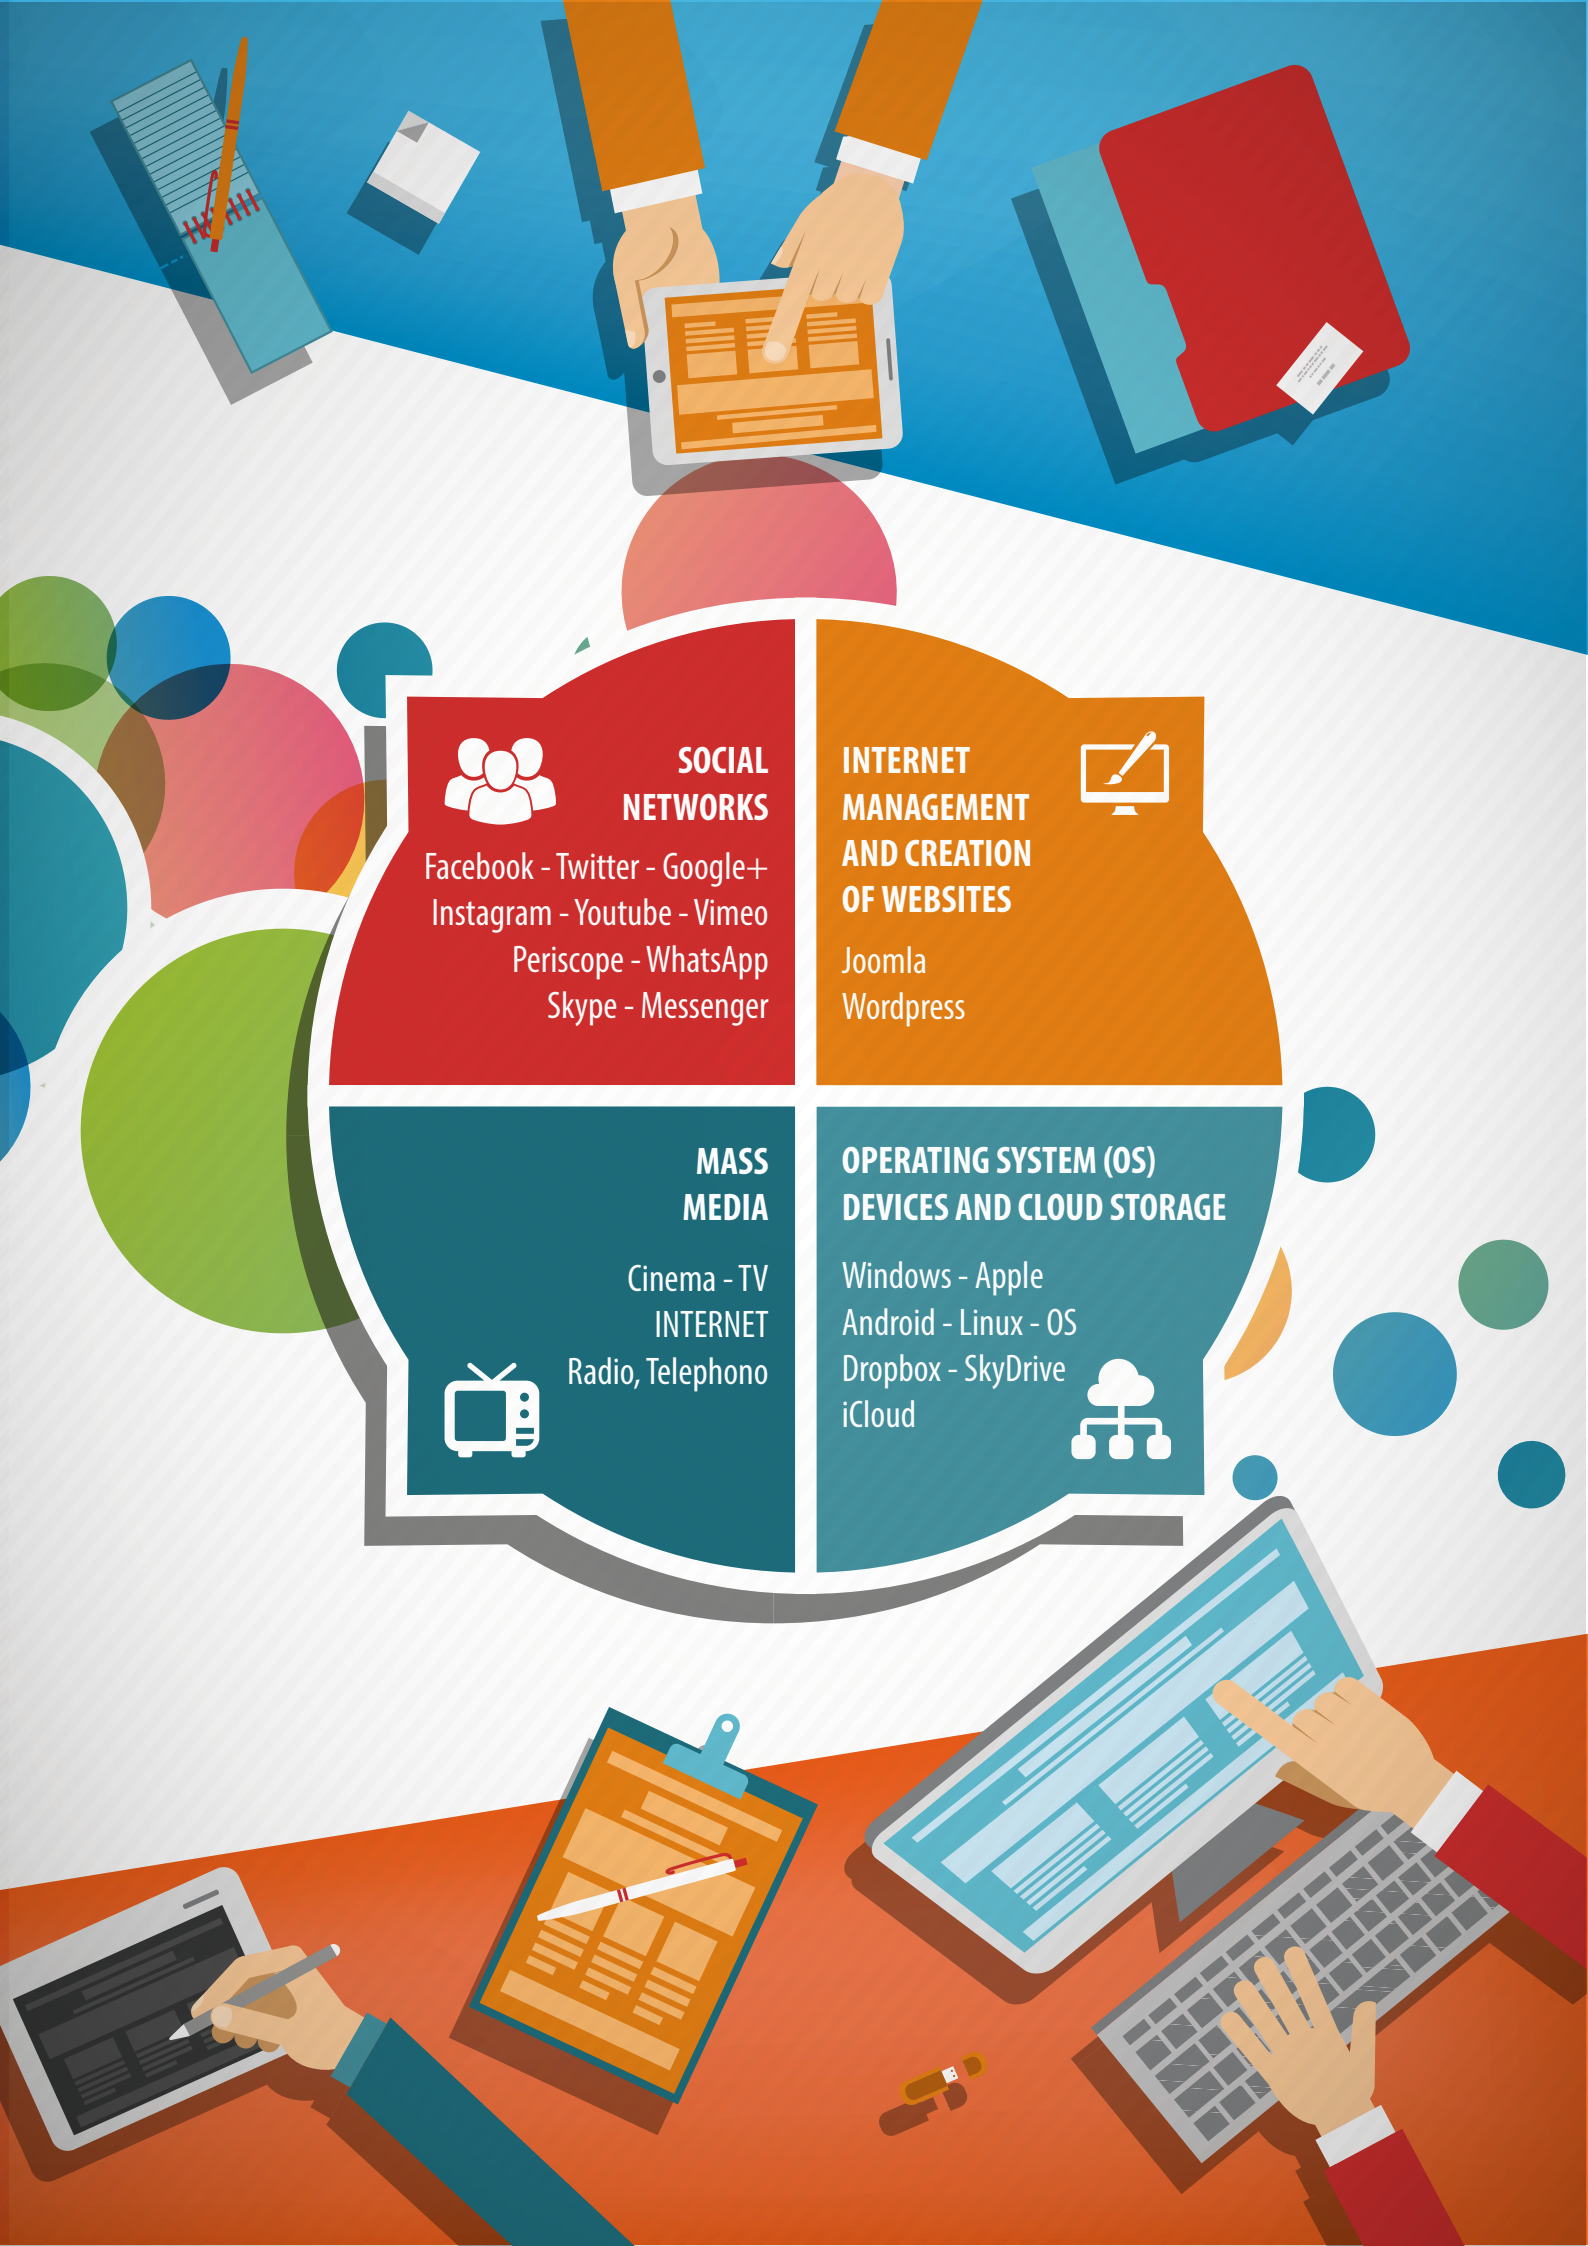 SOCIAL
NETWORKS
Facebook - Twitter - Google+
Instagram - Youtube - Vimeo
Periscope - WhatsApp
Skype - Messenger
INTERNET
MANAGEMENT
AND CREATION
OF WEBSITES
Joomla
Wordpress
MASS
MEDIA
Cinema - TV
INTERNET
Radio, Telephono
OPERATING SYSTEM (OS)
DEVICES AND CLOUD STORAGE
Windows - Apple
Android - Linux - OS
Dropbox - SkyDrive
iCloud